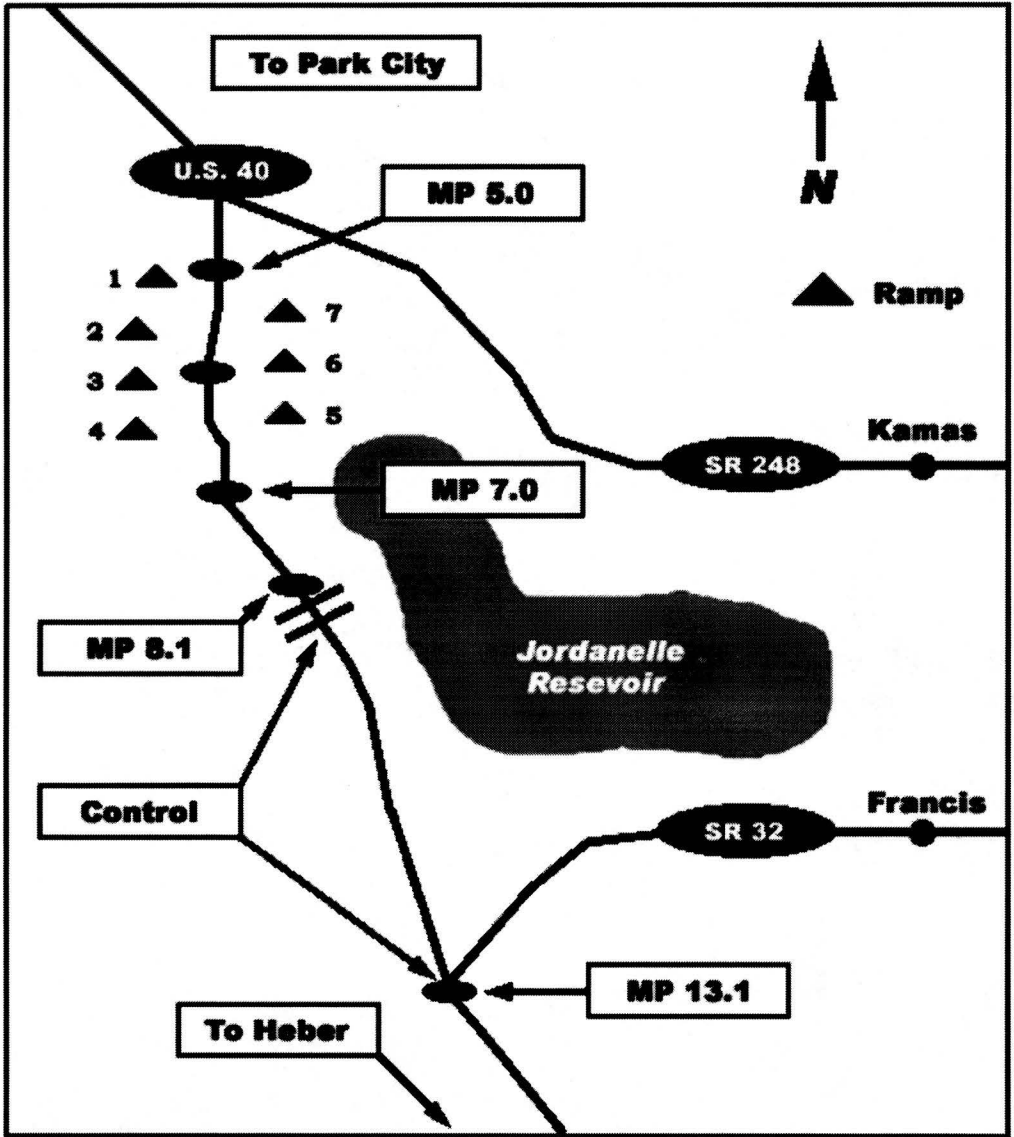 To Park City
U.S. 40
MP 5.0
N
1
Ramp
7
2
6
3
5
4
Kamas
SR 248
MP 7.0
MP 8.1
Jordanelle
Resevoir
Control
Francis
SR 32
MP 13.1
To Heber